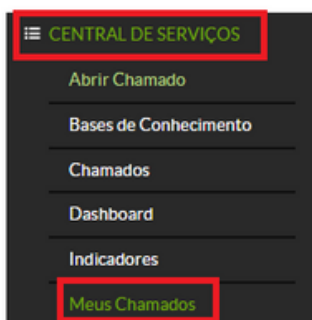 CENTRAL DE SERVIÇOS
Abrir Chamado
Bases de Conhecimento
Chamados
Dashboard
Indicadores
Meus Chamados